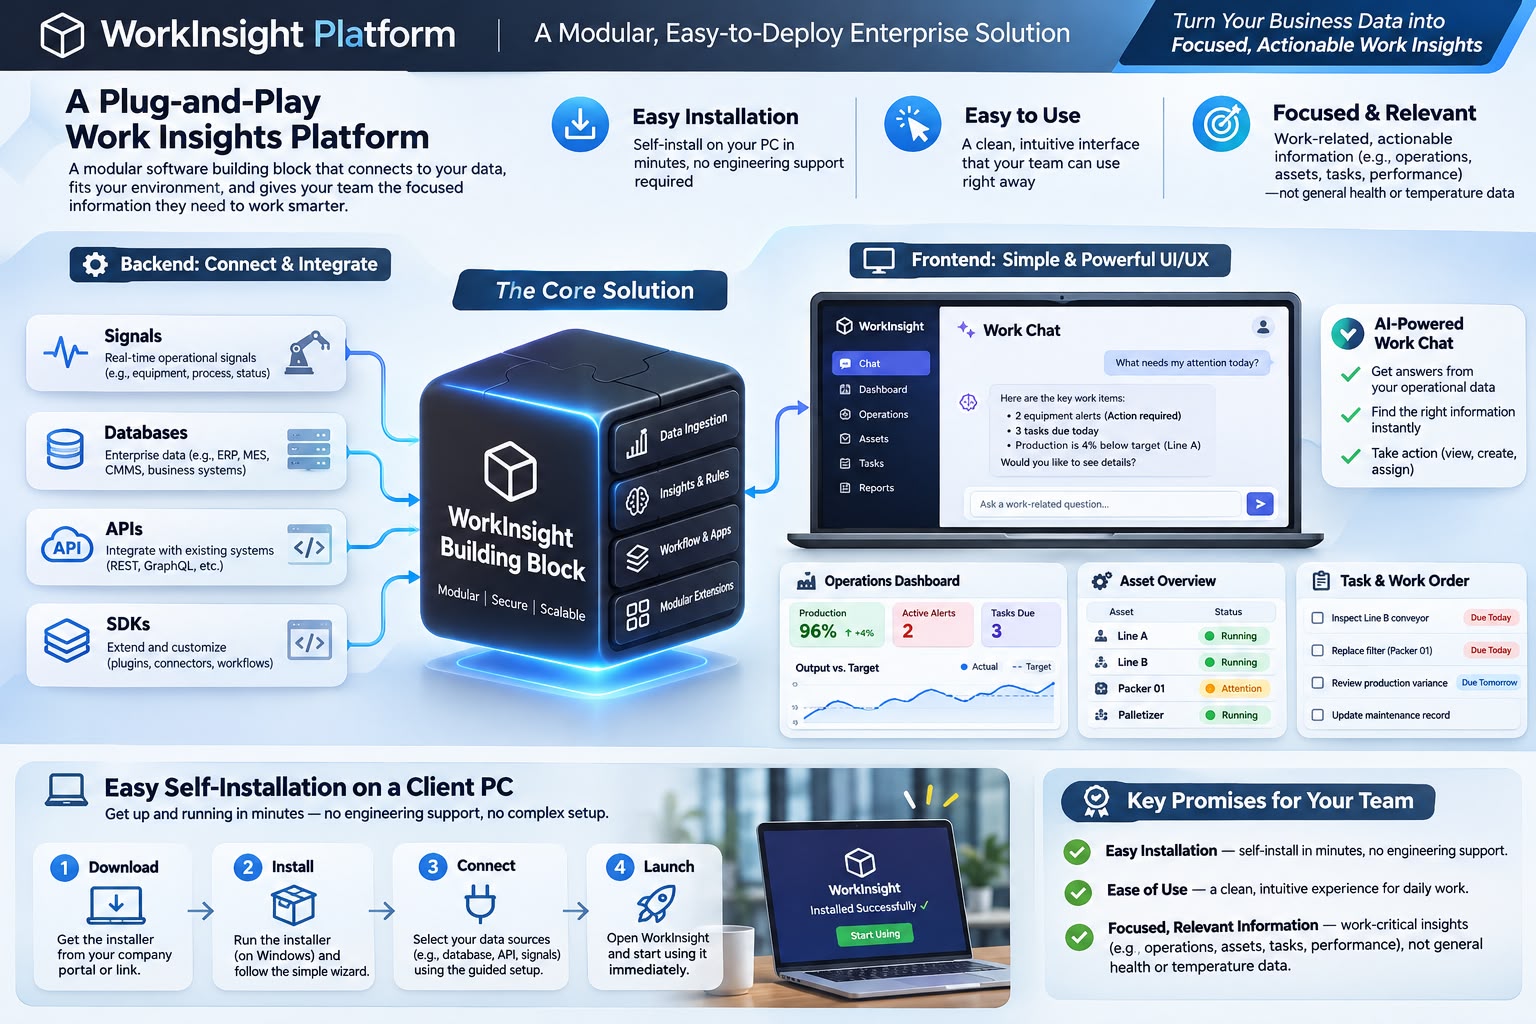 WorkInsight Platform
A Modular, Easy-to-Deploy Enterprise Solution
Turn Your Business Data into
Focused, Actionable Work Insights
A Plug-and-Play
Work Insights Platform
A modular software building block that connects to your data,
fits your environment, and gives your team the focused
information they need to work smarter.
Easy Installation
Self-install on your PC in
minutes, no engineering support
required
Easy to Use
A clean, intuitive interface
that your team can use
right away
Focused & Relevant
Work-related, actionable
information (e.g., operations,
assets, tasks, performance)
—not general health or temperature data
Backend: Connect & Integrate
Signals
Real-time operational signals
(e.g., equipment, process, status)
Databases
Enterprise data (e.g., ERP, MES,
CMMS, business systems)
API
APIs
Integrate with existing systems
(REST, GraphQL, etc.)
</>
SDKs
Extend and customize
(plugins, connectors, workflows)
</>
The Core Solution
WorkInsight
Building Block
Modular | Secure | Scalable
Data Ingestion
Insights & Rules
Workflow & Apps
Modular Extensions
Frontend: Simple & Powerful UI/UX
WorkInsight
Chat
Dashboard
Operations
Assets
Tasks
Reports
Work Chat
What needs my attention today?
Here are the key work items:
• 2 equipment alerts (Action required)
• 3 tasks due today
• Production is 4% below target (Line A)
Would you like to see details?
Ask a work-related question...
AI-Powered
Work Chat
Get answers from
your operational data
Find the right information
instantly
Take action (view, create,
assign)
Operations Dashboard
Production
96% ↑ +4%
Active Alerts
2
Tasks Due
3
Output vs. Target
Actual
Target
Asset Overview
Asset Status
Line A Running
Line B Running
Packer 01 Attention
Palletizer Running
Task & Work Order
Inspect Line B conveyor Due Today
Replace filter (Packer 01) Due Today
Review production variance Due Tomorrow
Update maintenance record
Easy Self-Installation on a Client PC
Get up and running in minutes — no engineering support, no complex setup.
1 Download
Get the installer
from your company
portal or link.
2 Install
Run the installer
(on Windows) and
follow the simple wizard.
3 Connect
Select your data sources
(e.g., database, API, signals)
using the guided setup.
4 Launch
Open WorkInsight
and start using it
immediately.
WorkInsight
Installed Successfully ✓
Start Using
Key Promises for Your Team
Easy Installation — self-install in minutes, no engineering support.
Ease of Use — a clean, intuitive experience for daily work.
Focused, Relevant Information — work-critical insights
(e.g., operations, assets, tasks, performance), not general
health or temperature data.